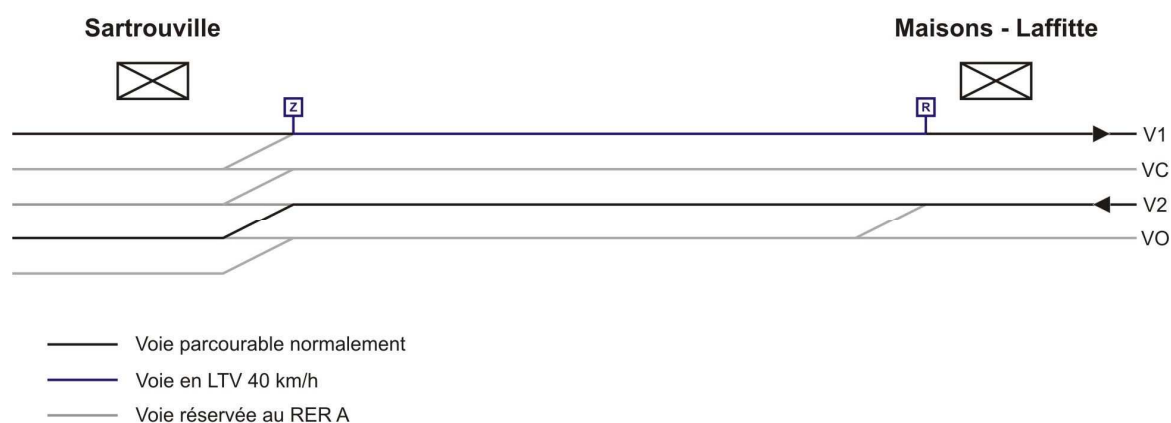 Sartrouville
Maisons - Laffitte
Z
R
V1
VC
V2
VO
Voie parcourable normalement
Voie en LTV 40 km/h
Voie réservée au RER A